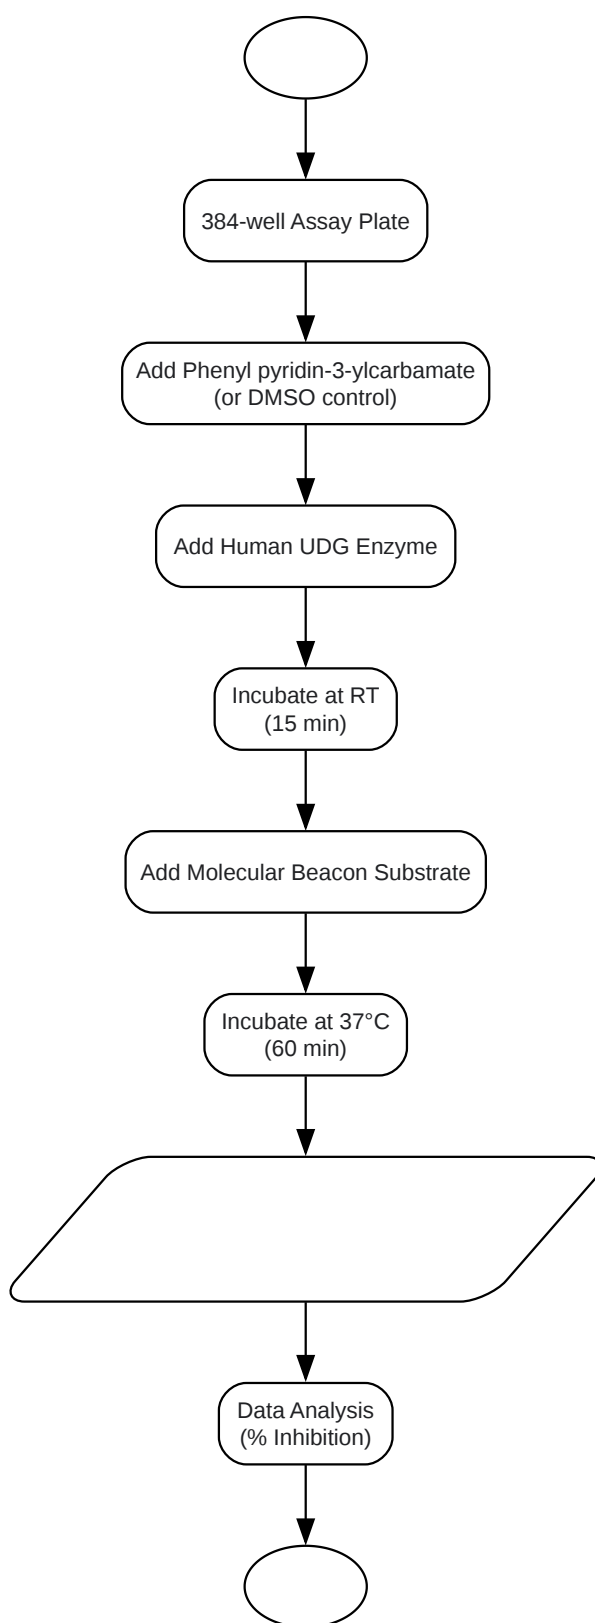 384-well Assay Plate
Add Phenyl pyridin-3-ylcarbamate
(or DMSO control)
Add Human UDG Enzyme
Incubate at RT
(15 min)
Add Molecular Beacon Substrate
Incubate at 37°C
(60 min)
Data Analysis
(% Inhibition)